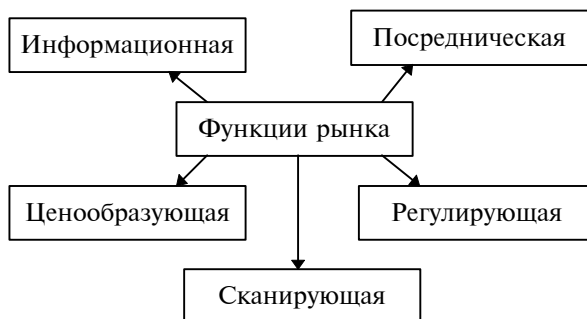 Информационная
Посредническая
Функции рынка
Ценообразующая
Регулирующая
Сканирующая